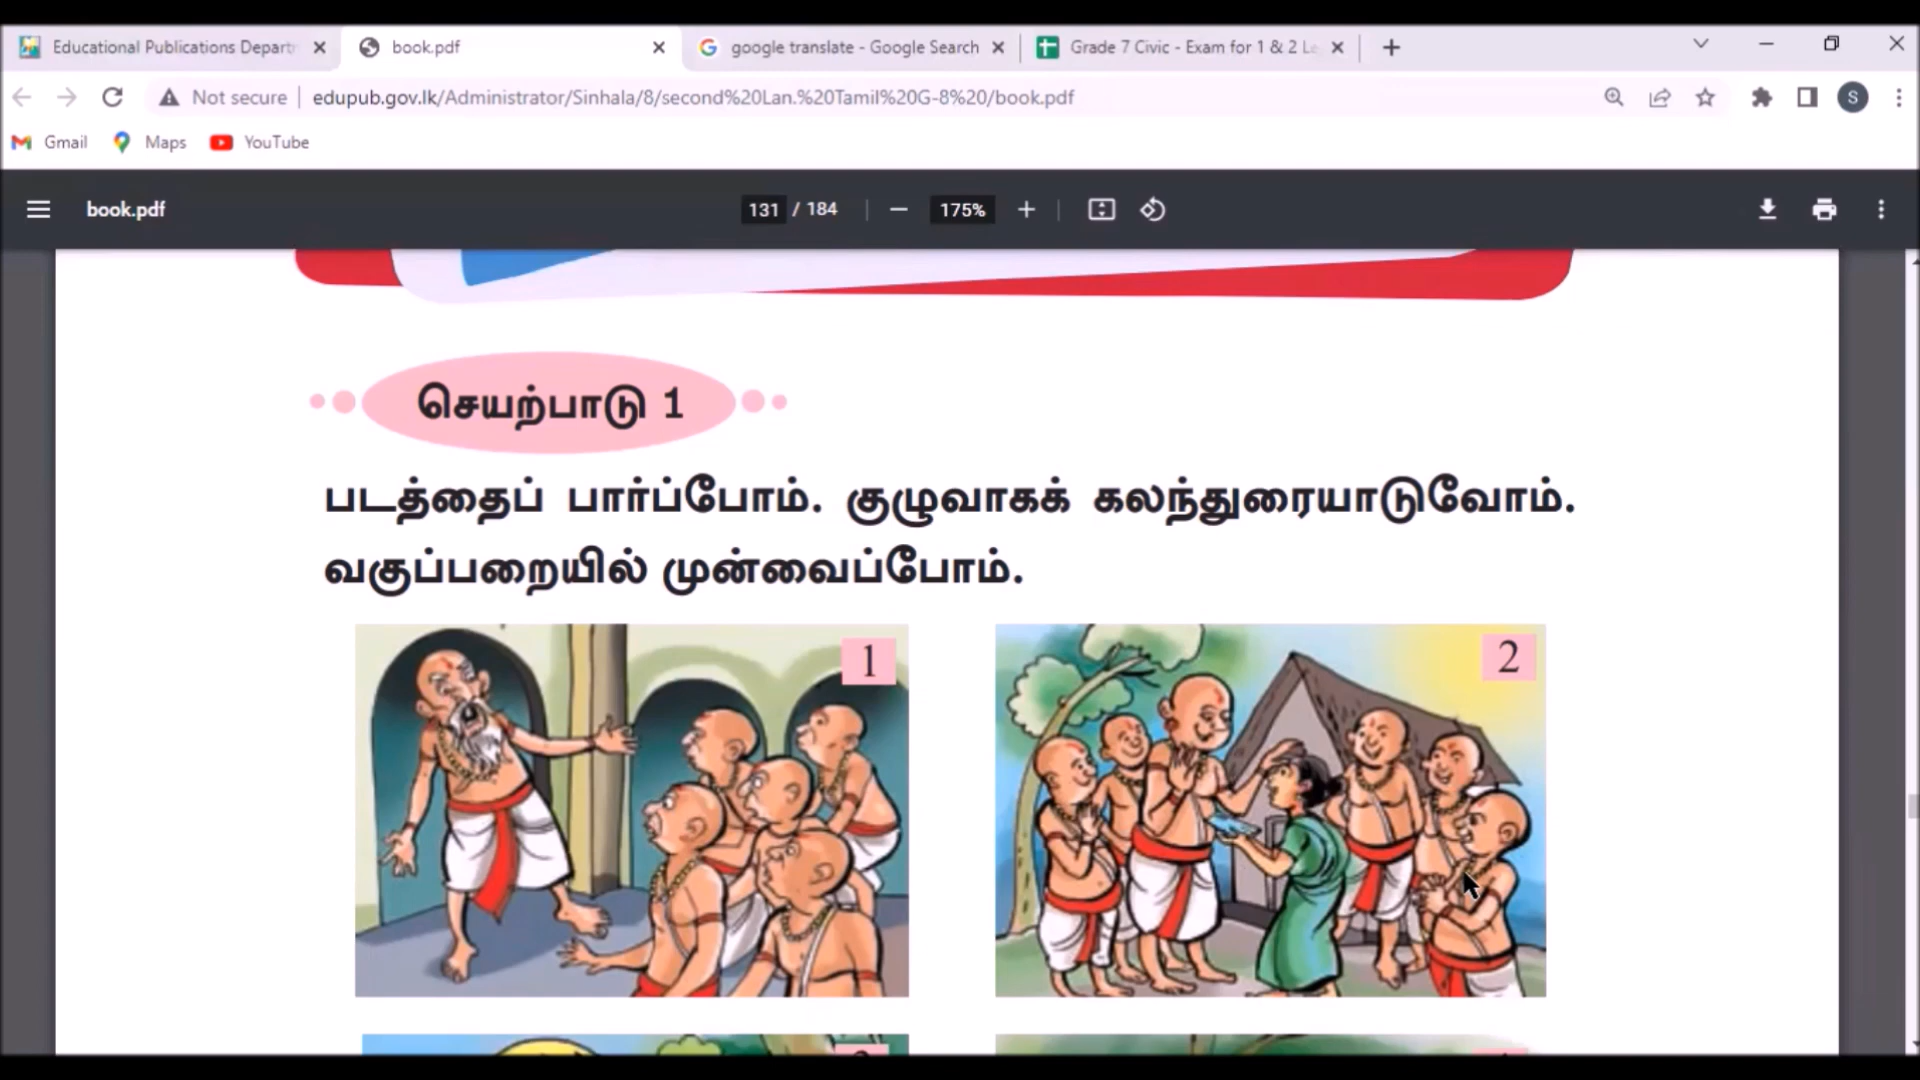 Educational Publications Departm
book.pdf
google translate - Google Search
Grade 7 Civic - Exam for 1 & 2 Le
Not secure
edupub.gov.lk/Administrator/Sinhala/8/second%20Lan.%20Tamil%20G-8%20/book.pdf
S
Gmail
Maps
YouTube
book.pdf
131 / 184
175%
செயற்பாடு 1
படத்தைப் பார்ப்போம். குழுவாகக் கலந்துரையாடுவோம்.
வகுப்பறையில் முன்வைப்போம்.
1
2